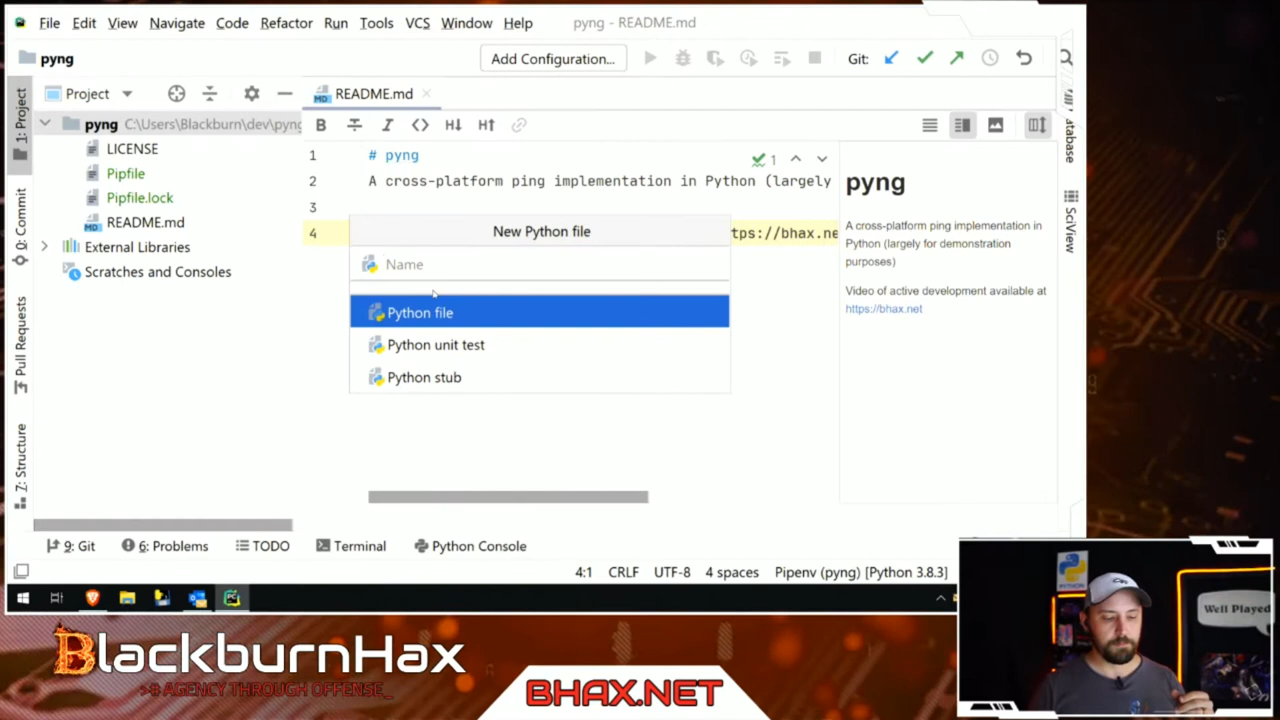 File Edit View Navigate Code Refactor Run Tools VCS Window Help pyng - README.md
pyng Add Configuration... Git:
Project README.md
pyng C:\Users\Blackburn\dev\pyng
LICENSE
Pipfile
Pipfile.lock
README.md
External Libraries
Scratches and Consoles
1: Project
0: Commit
Pull Requests
7: Structure
1 # pyng
2 A cross-platform ping implementation in Python (largely
3
4 tps://bhax.ne
1
New Python file
Name
Python file
Python unit test
Python stub
pyng
A cross-platform ping implementation in
Python (largely for demonstration
purposes)
Video of active development available at
https://bhax.net
atabase
SciView
9: Git 6: Problems TODO Terminal Python Console
4:1 CRLF UTF-8 4 spaces Pipenv (pyng) [Python 3.8.3]
BlackburnHax
># AGENCY THROUGH OFFENSE_
BHAX.NET
Well Played